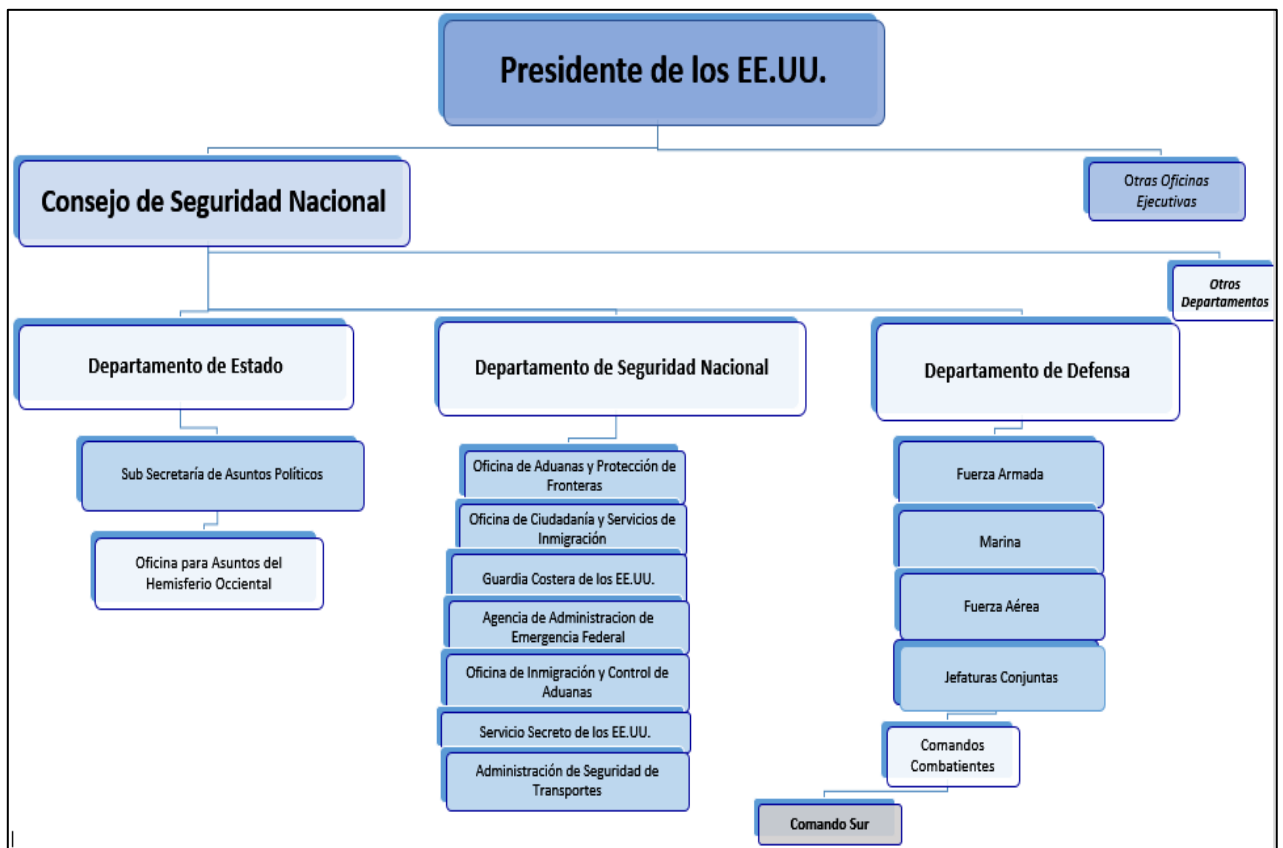 Presidente de los EE.UU.
Consejo de Seguridad Nacional
Otras Oficinas
Ejecutivas
Otros
Departamentos
Departamento de Estado
Departamento de Seguridad Nacional
Departamento de Defensa
Sub Secretaría de Asuntos Políticos
Oficina para Asuntos del
Hemisferio Occiental
Oficina de Aduanas y Protección de
Fronteras
Oficina de Ciudadanía y Servicios de
Inmigración
Guardia Costera de los EE.UU.
Agencia de Administracion de
Emergencia Federal
Oficina de Inmigración y Control de
Aduanas
Servicio Secreto de los EE.UU.
Administración de Seguridad de
Transportes
Fuerza Armada
Marina
Fuerza Aérea
Jefaturas Conjuntas
Comandos
Combatientes
Comando Sur